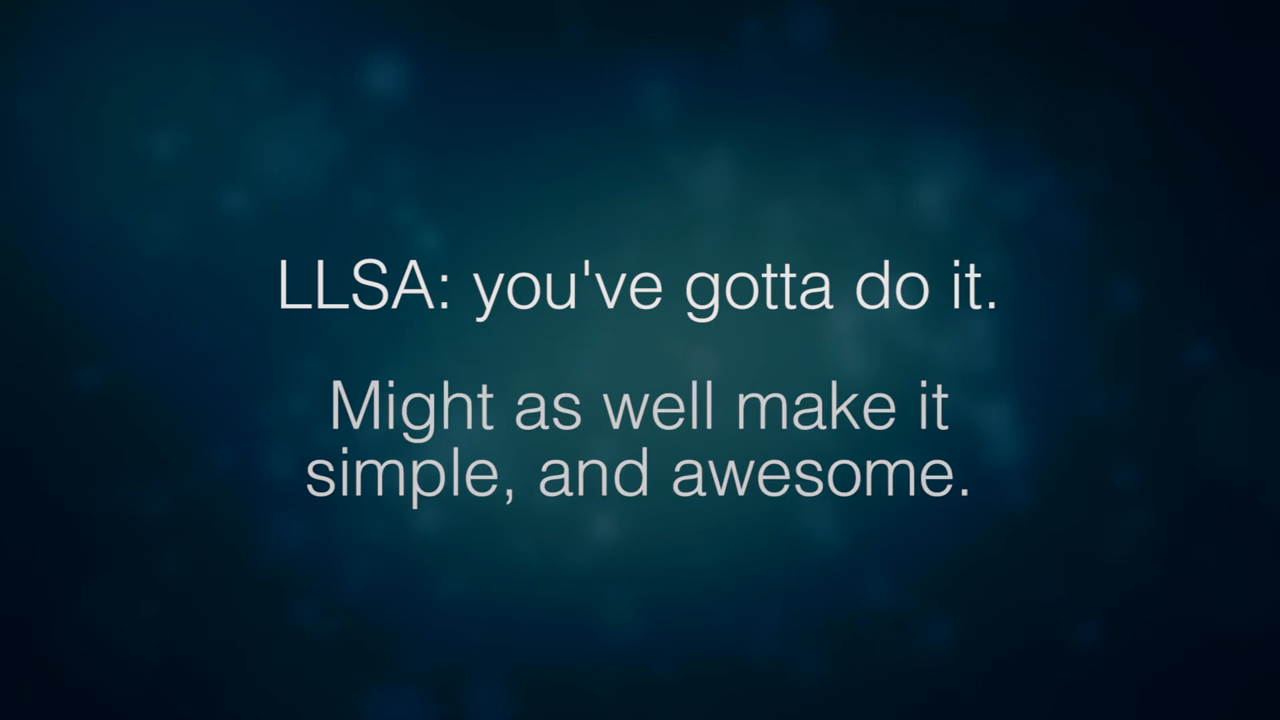 LLSA: you've gotta do it.
Might as well make it
simple, and awesome.